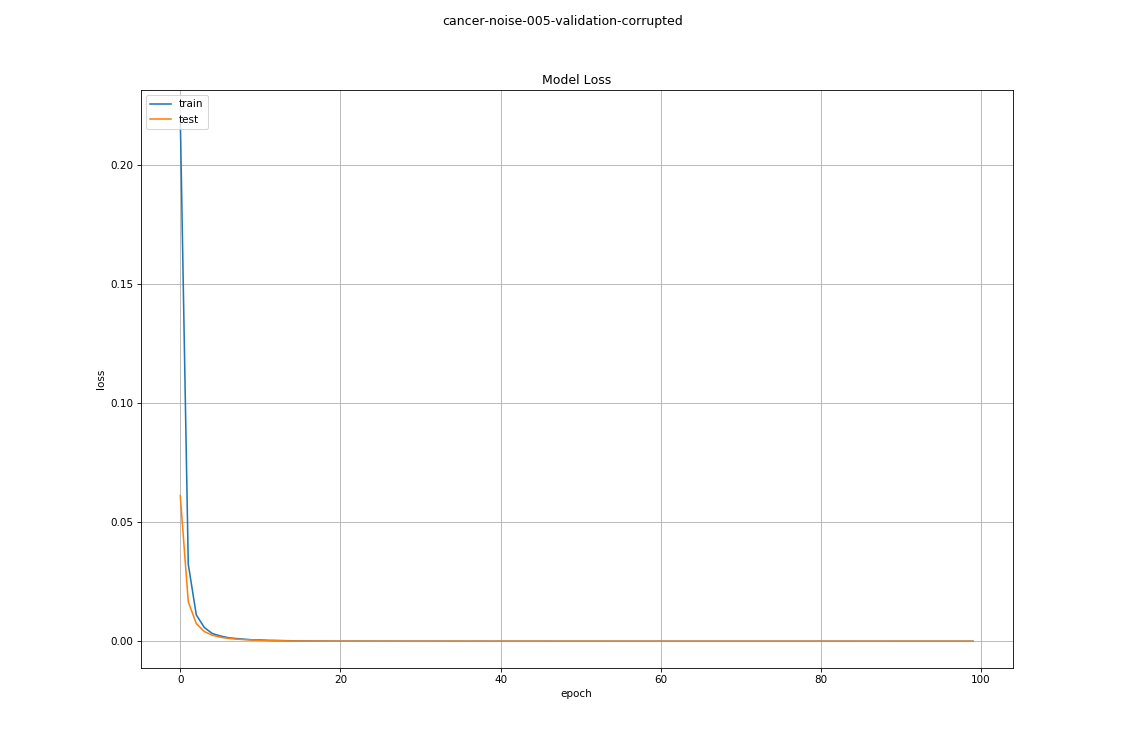 cancer-noise-005-validation-corrupted
Model Loss
train
test
0.20
0.15
0.10
0.05
0.00
loss
0 20 40 60 80 100
epoch